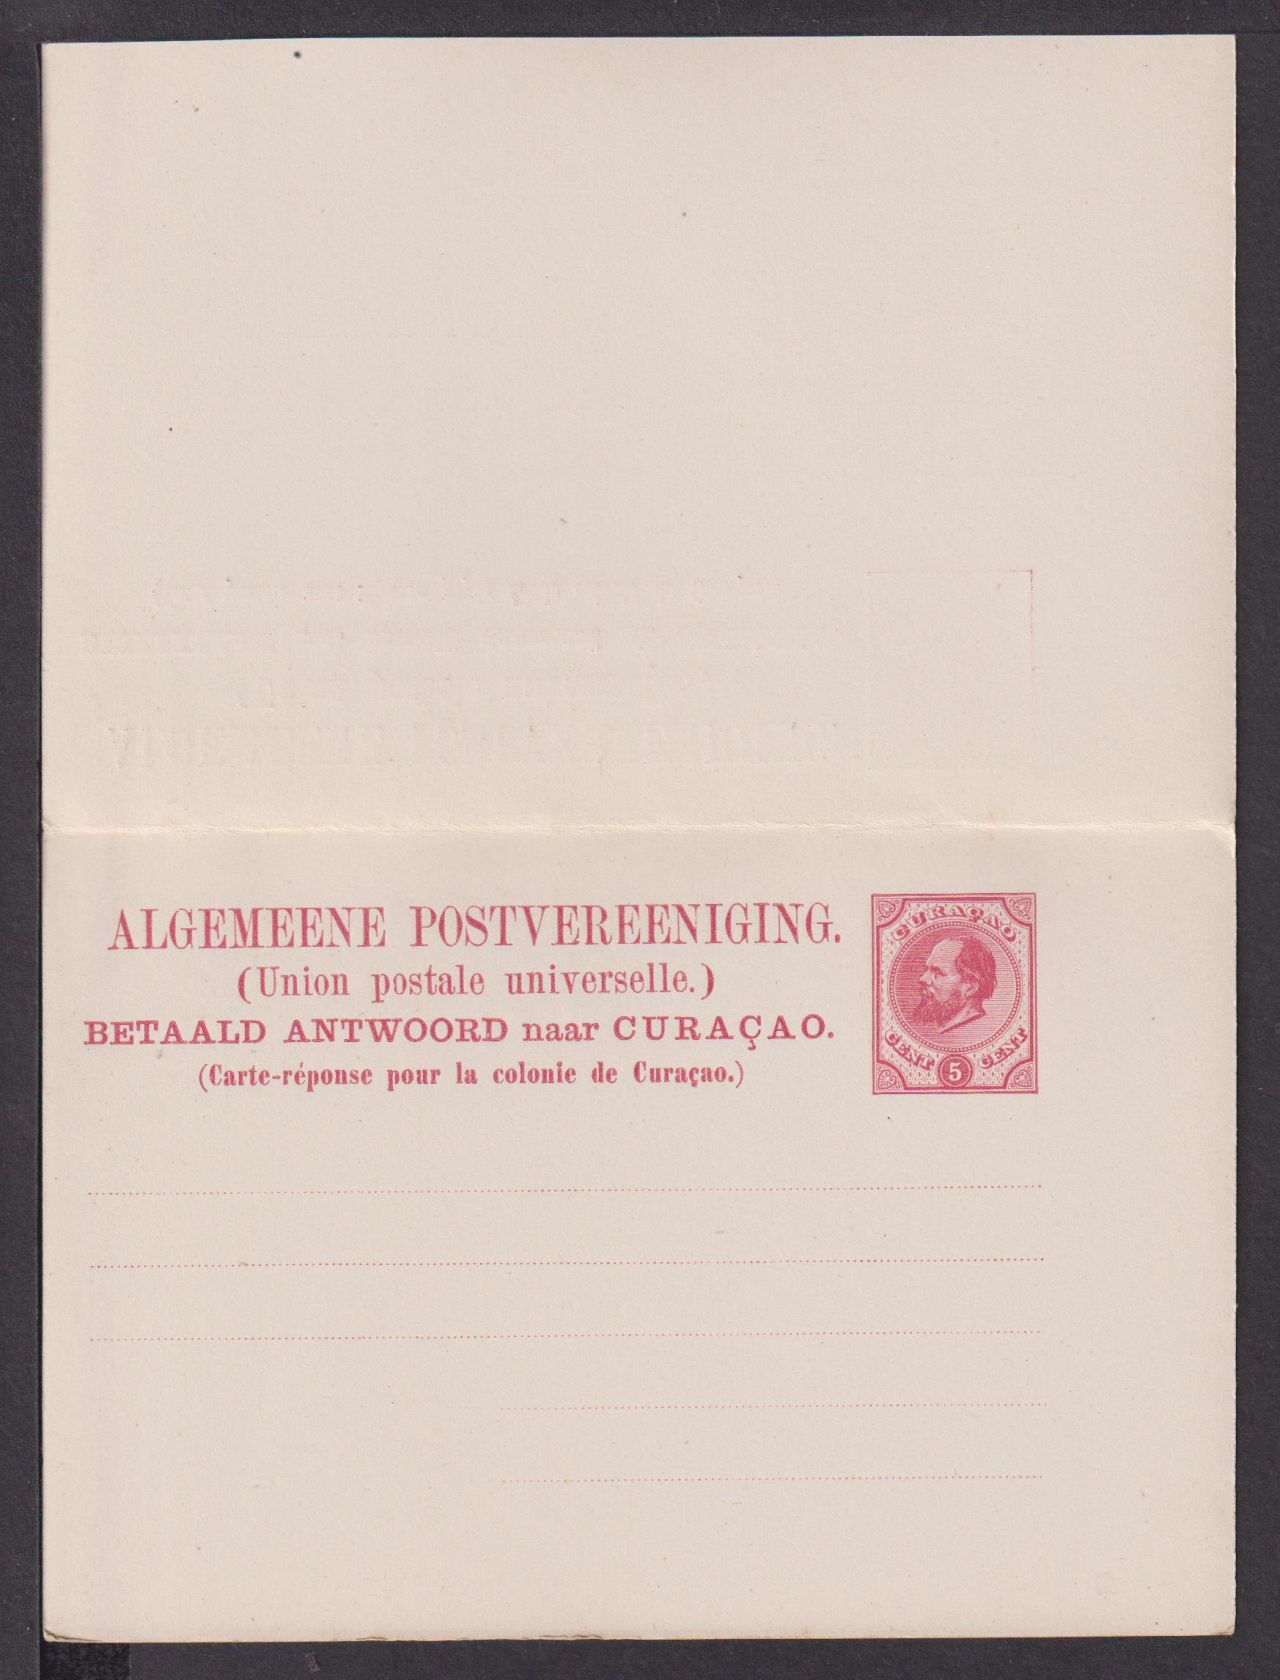 ALGEMEENE POSTVEREENIGING.
(Union postale universelle.)
BETAALD ANTWOORD naar CURAÇAO.
(Carte-réponse pour la colonie de Curaçao.)
CURAÇAO
CENT 5 CENT